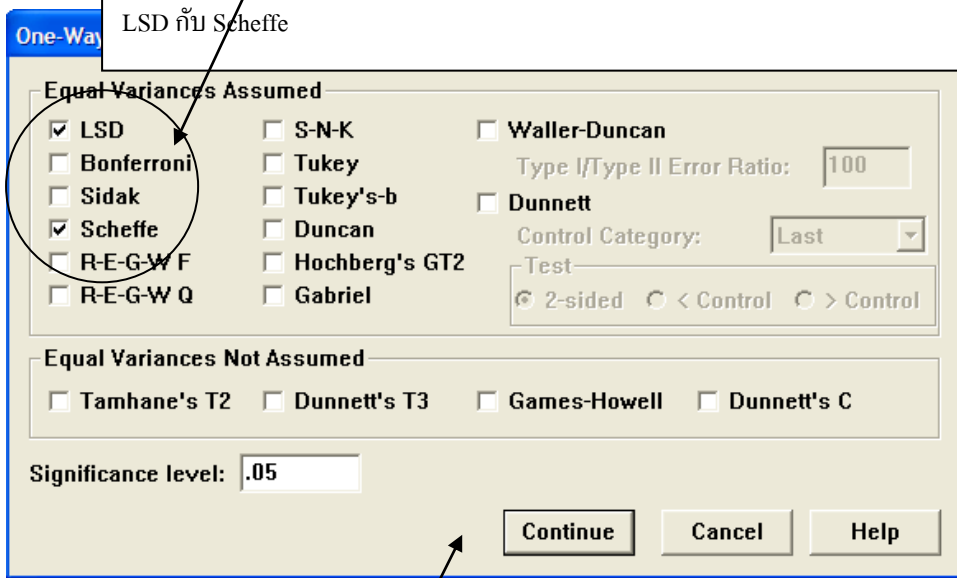 LSD กับ Scheffe
One-Way
Equal Variances Assumed
LSD S-N-K Waller-Duncan
Bonferroni Tukey Type I/Type II Error Ratio: 100
Sidak Tukey's-b Dunnett
Scheffe Duncan Control Category: Last
R-E-G-W F Hochberg's GT2 Test
R-E-G-W Q Gabriel 2-sided < Control > Control
Equal Variances Not Assumed
Tamhane's T2 Dunnett's T3 Games-Howell Dunnett's C
Significance level: .05
Continue Cancel Help